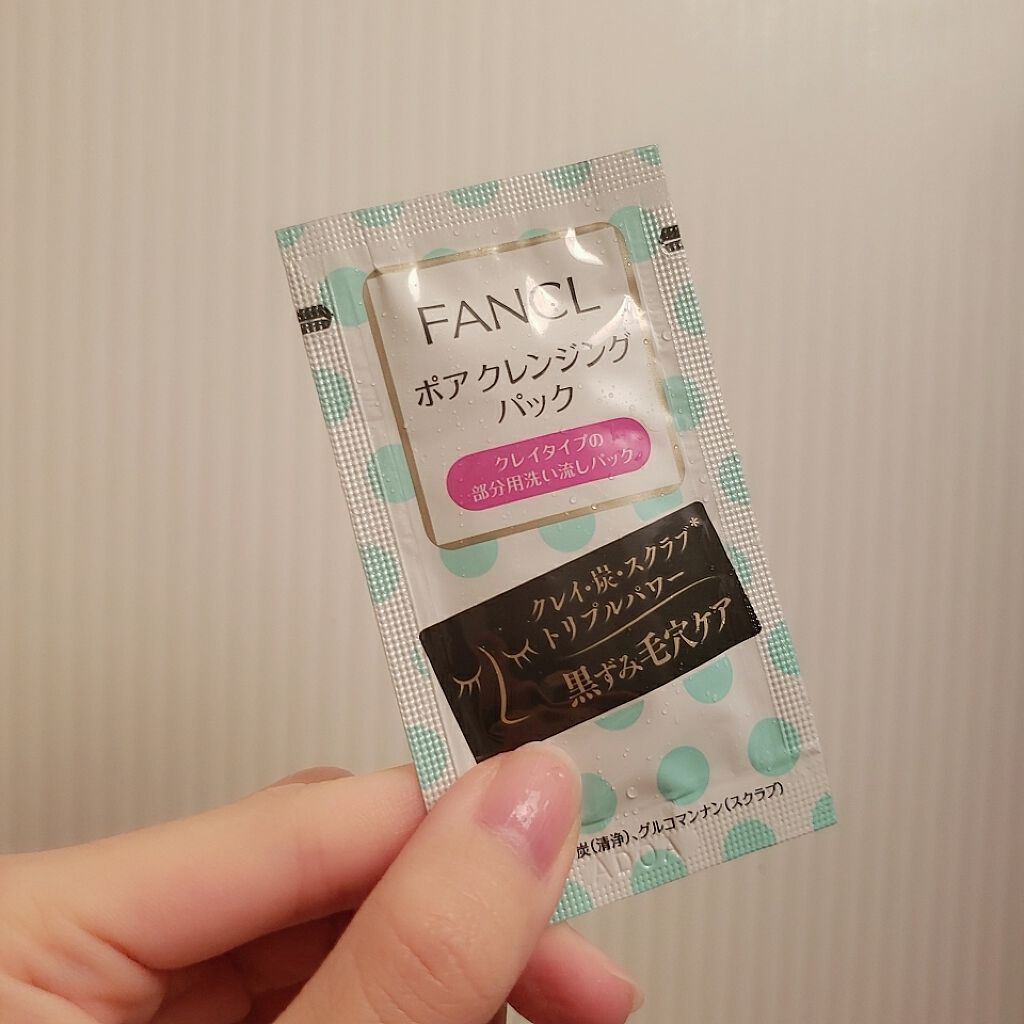 FANCL
ポア クレンジング
パック
クレイタイプの
部分用洗い流しパック
クレイ・炭・スクラブ*
トリプルパワー
黒ずみ毛穴ケア
炭(清浄)、グルコマンナン(スクラブ)